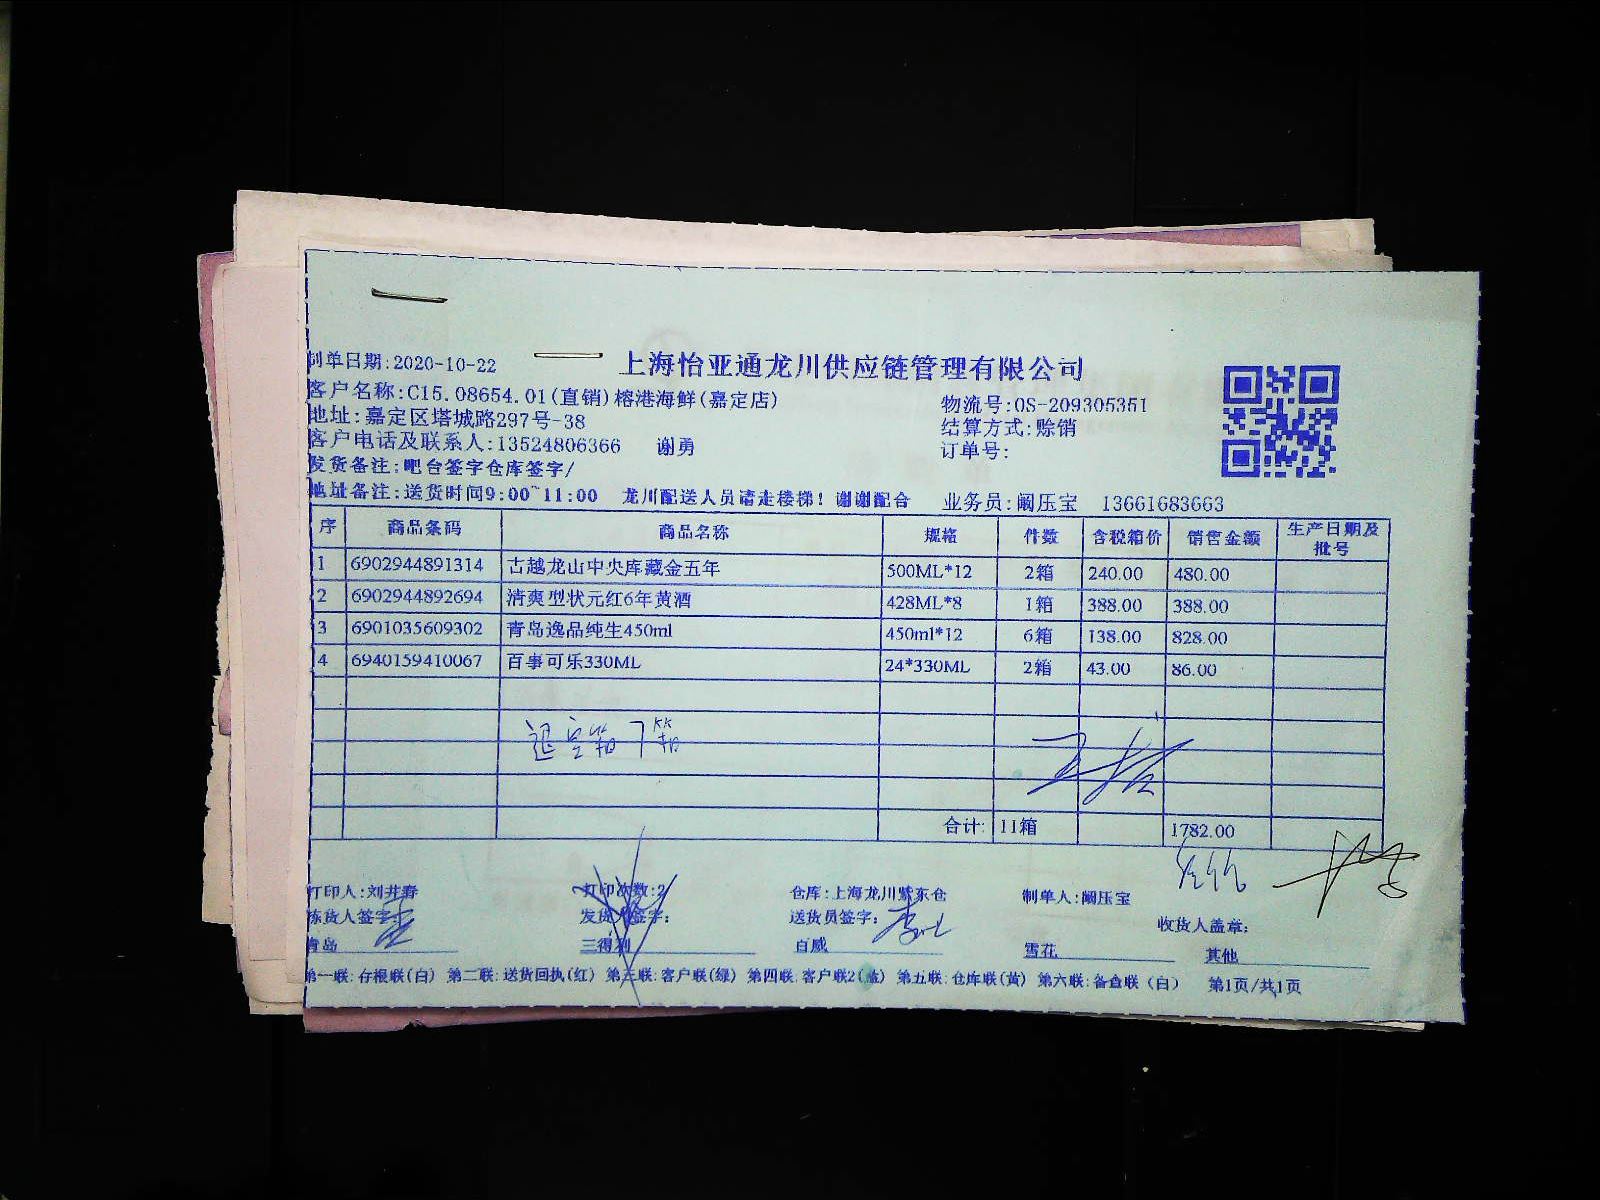 制单日期:2020-10-22
上海怡亚通龙川供应链管理有限公司
客户名称:C15.08654.01(直销)榕港海鲜(嘉定店)
物流号:OS-209305351
地址:嘉定区塔城路297号-38
结算方式:赊销
客户电话及联系人:13524806366 谢勇
订单号:
发货备注:吧台签字仓库签字/
地址备注:送货时间9:00~11:00 龙川配送人员请走楼梯!谢谢配合 业务员:阚压宝 13661683663
序 商品条码 商品名称 规格 件数 含税箱价 销售金额 生产日期及批号
1 6902944891314 古越龙山中央库藏金五年 500ML*12 2箱 240.00 480.00
2 6902944892694 清爽型状元红6年黄酒 428ML*8 1箱 388.00 388.00
3 6901035609302 青岛逸品纯生450ml 450ml*12 6箱 138.00 828.00
4 6940159410067 百事可乐330ML 24*330ML 2箱 43.00 86.00
退空箱7箱
合计: 11箱 1782.00
打印人:刘井春 打印次数:2 仓库:上海龙川紫东仓 制单人:阚压宝
拣货人签字: 发货人签字: 送货员签字: 收货人盖章:
青岛 三得利 百威 雪花 其他
第一联:存根联(白) 第二联:送货回执(红) 第三联:客户联(绿) 第四联:客户联2(蓝) 第五联:仓库联(黄) 第六联:备查联(白) 第1页/共1页